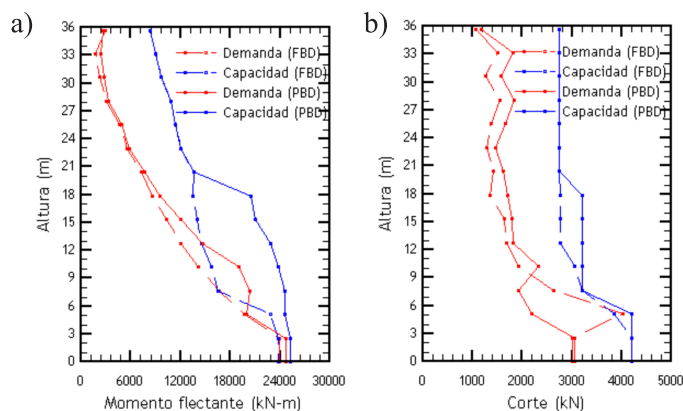 a)
36
33
30
27
24
21
18
15
12
9
6
3
0
Altura (m)
Demanda (FBD)
Capacidad (FBD)
Demanda (PBD)
Capacidad (PBD)
0 6000 12000 18000 24000 30000
Momento flectante (kN-m)
b)
36
33
30
27
24
21
18
15
12
9
6
3
0
Altura (m)
Demanda (FBD)
Capacidad (FBD)
Demanda (PBD)
Capacidad (PBD)
0 1000 2000 3000 4000 5000
Corte (kN)